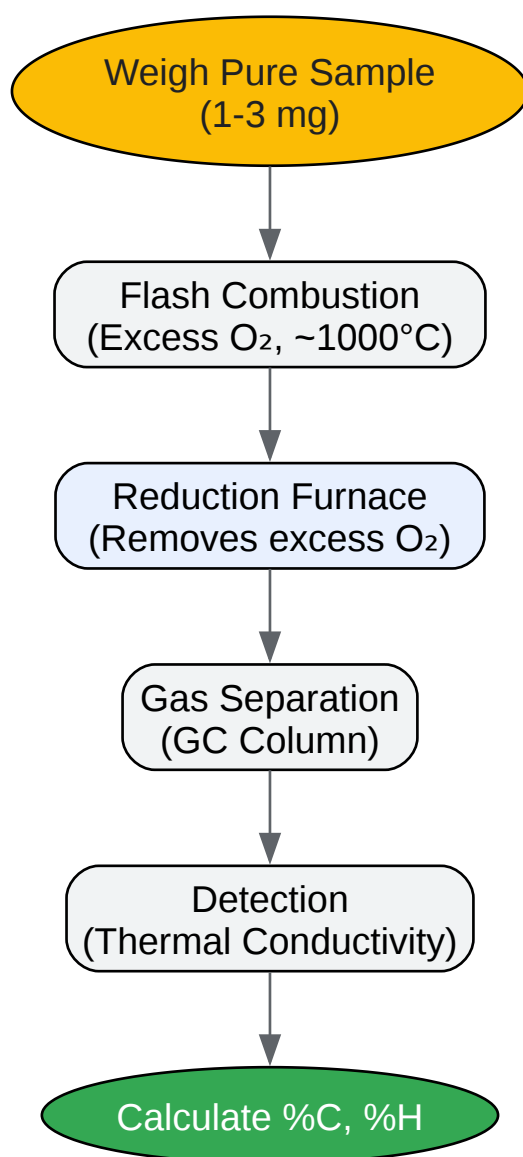 Weigh Pure Sample
(1-3 mg)
Flash Combustion
(Excess O₂, ~1000°C)
Reduction Furnace
(Removes excess O₂)
Gas Separation
(GC Column)
Detection
(Thermal Conductivity)
Calculate %C, %H